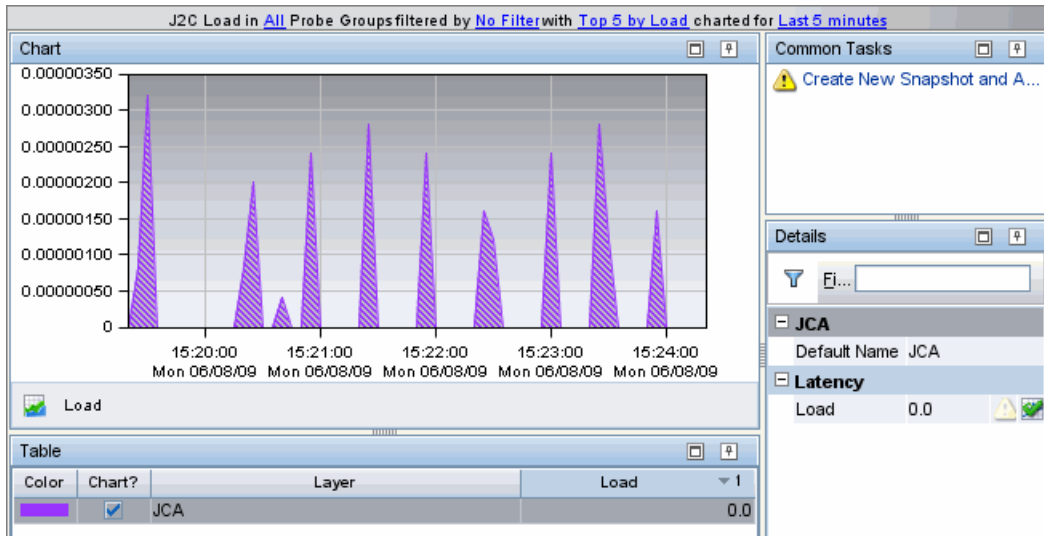 J2C Load in All Probe Groups filtered by No Filter with Top 5 by Load charted for Last 5 minutes
Chart
0.00000350
0.00000300
0.00000250
0.00000200
0.00000150
0.00000100
0.00000050
0
15:20:00 15:21:00 15:22:00 15:23:00 15:24:00
Mon 06/08/09 Mon 06/08/09 Mon 06/08/09 Mon 06/08/09 Mon 06/08/09
Load
Table
Color Chart? Layer Load 1
JCA 0.0
Common Tasks
Create New Snapshot and A...
Details
Fi...
JCA
Default Name JCA
Latency
Load 0.0